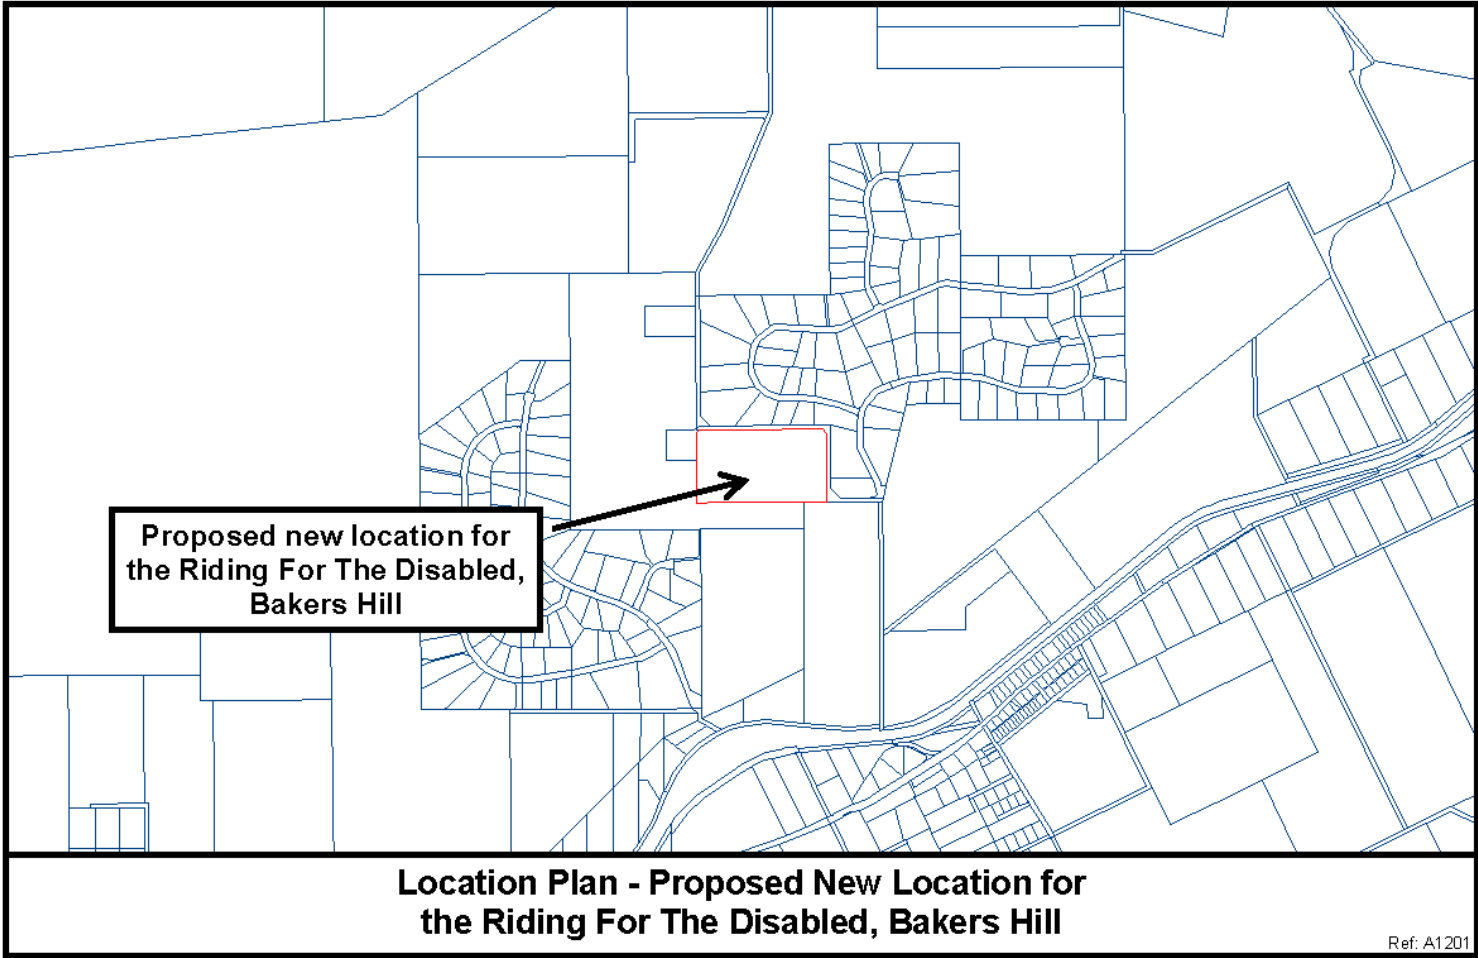 Proposed new location for
the Riding For The Disabled,
Bakers Hill
Location Plan - Proposed New Location for
the Riding For The Disabled, Bakers Hill
Ref: A1201